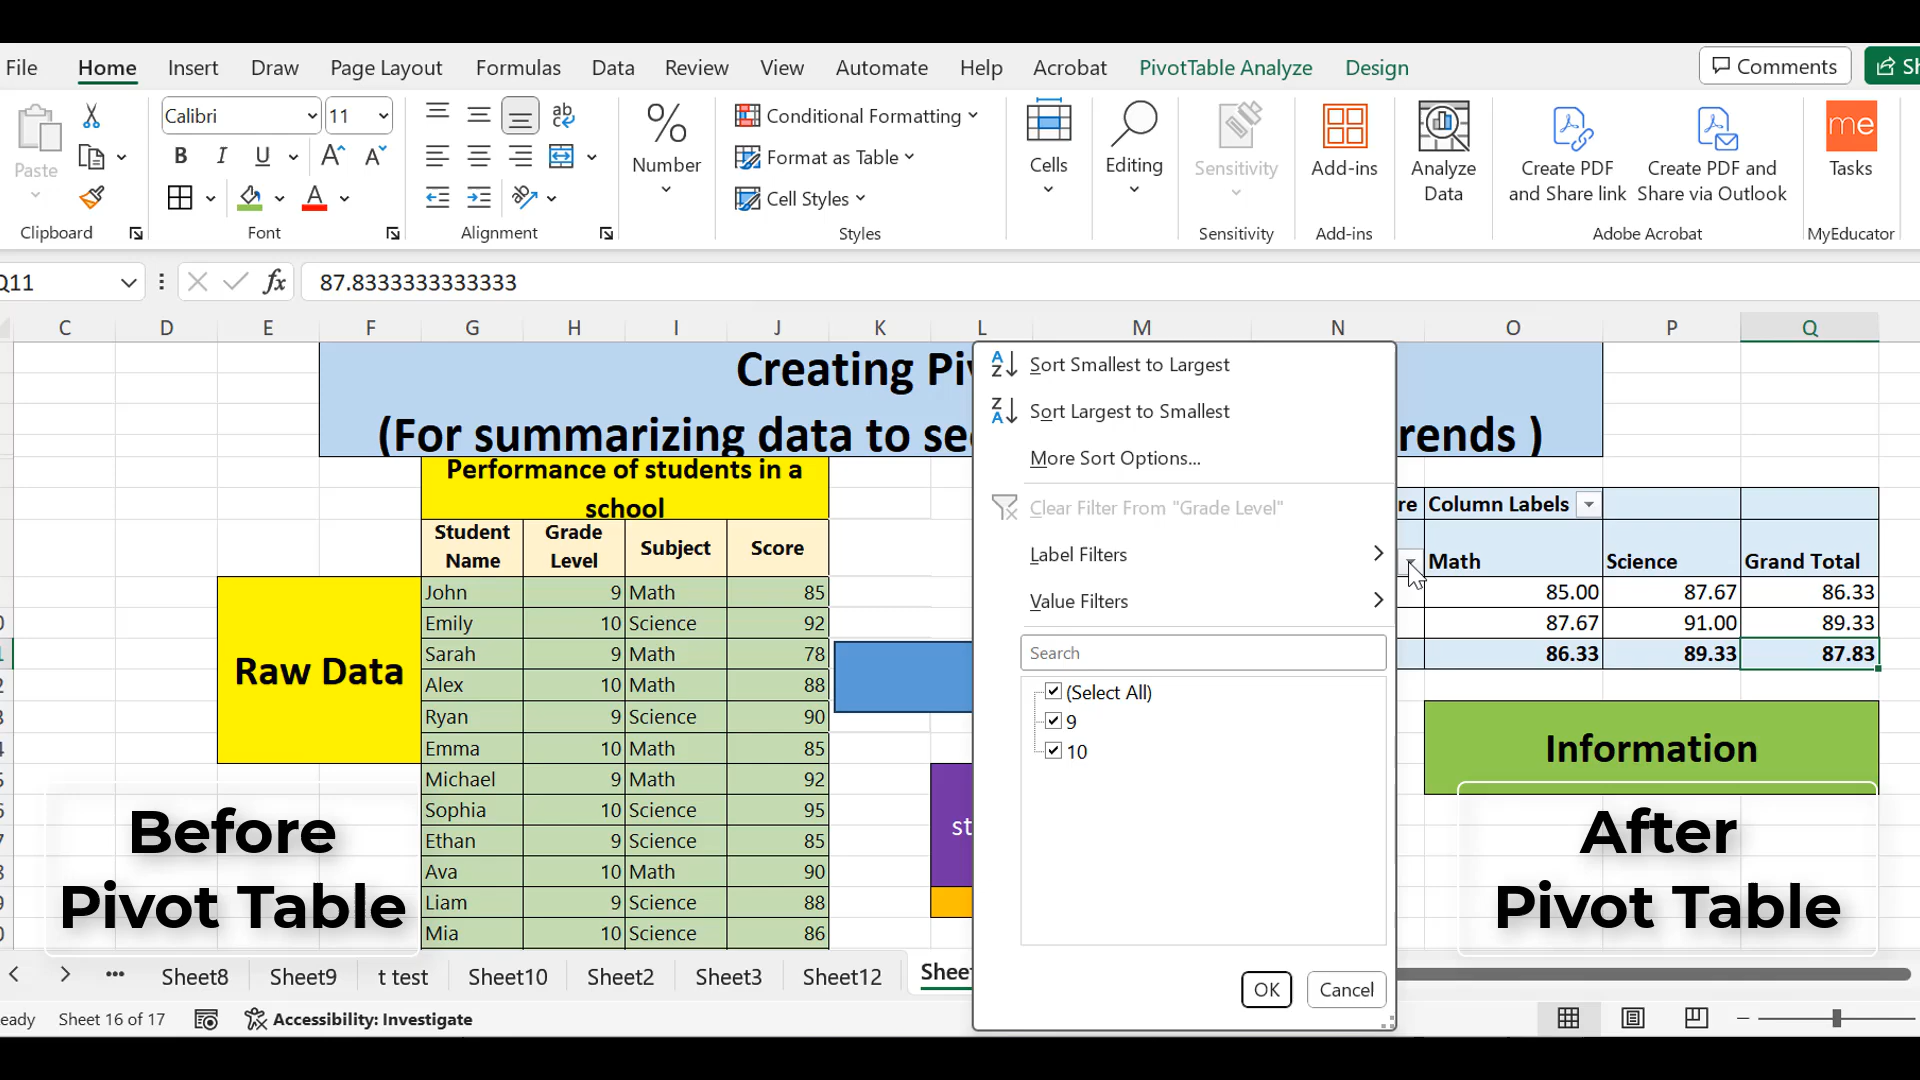 File Home Insert Draw Page Layout Formulas Data Review View Automate Help Acrobat PivotTable Analyze Design Comments
Calibri 11
Paste
B I U
Number
Conditional Formatting
Format as Table
Cell Styles
Cells
Editing
Sensitivity
Add-ins
Analyze
Data
Create PDF
and Share link
Create PDF and
Share via Outlook
me
Tasks
Clipboard Font Alignment Styles Sensitivity Add-ins Adobe Acrobat MyEducator
Q11 fx 87.8333333333333
C D E F G H I J K L M N O P Q
Creating
(For summarizing data to
rends )
Performance of students in a
school
Student
Name
Grade
Level
Subject
Score
John 9 Math 85
Emily 10 Science 92
Sarah 9 Math 78
Alex 10 Math 88
Ryan 9 Science 90
Emma 10 Math 85
Michael 9 Math 92
Sophia 10 Science 95
Ethan 9 Science 85
Ava 10 Math 90
Liam 9 Science 88
Mia 10 Science 86
Raw Data
Before
Pivot Table
Sort Smallest to Largest
Sort Largest to Smallest
More Sort Options...
Clear Filter From "Grade Level"
Label Filters
Value Filters
Search
(Select All)
9
10
OK Cancel
re Column Labels
Math Science Grand Total
85.00 87.67 86.33
87.67 91.00 89.33
86.33 89.33 87.83
Information
After
Pivot Table
st
Sheet8 Sheet9 t test Sheet10 Sheet2 Sheet3 Sheet12 Sheet
eady Sheet 16 of 17 Accessibility: Investigate